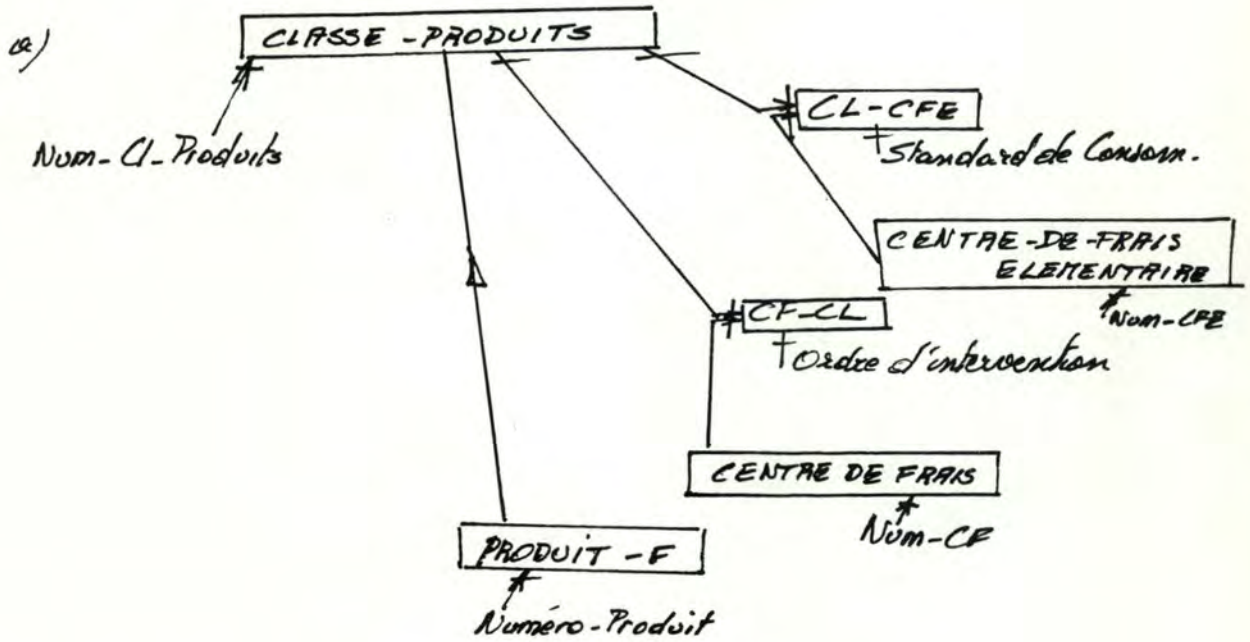 a)
CLASSE-PRODUITS
Num-Cl-Produits
CL-CFE
Standard de Consom.
CENTRE-DE-FRAIS
ELEMENTAIRE
Num-CFE
CF-CL
Ordre d'intervention
CENTRE DE FRAIS
Num-CF
PRODUIT-F
Numéro-Produit